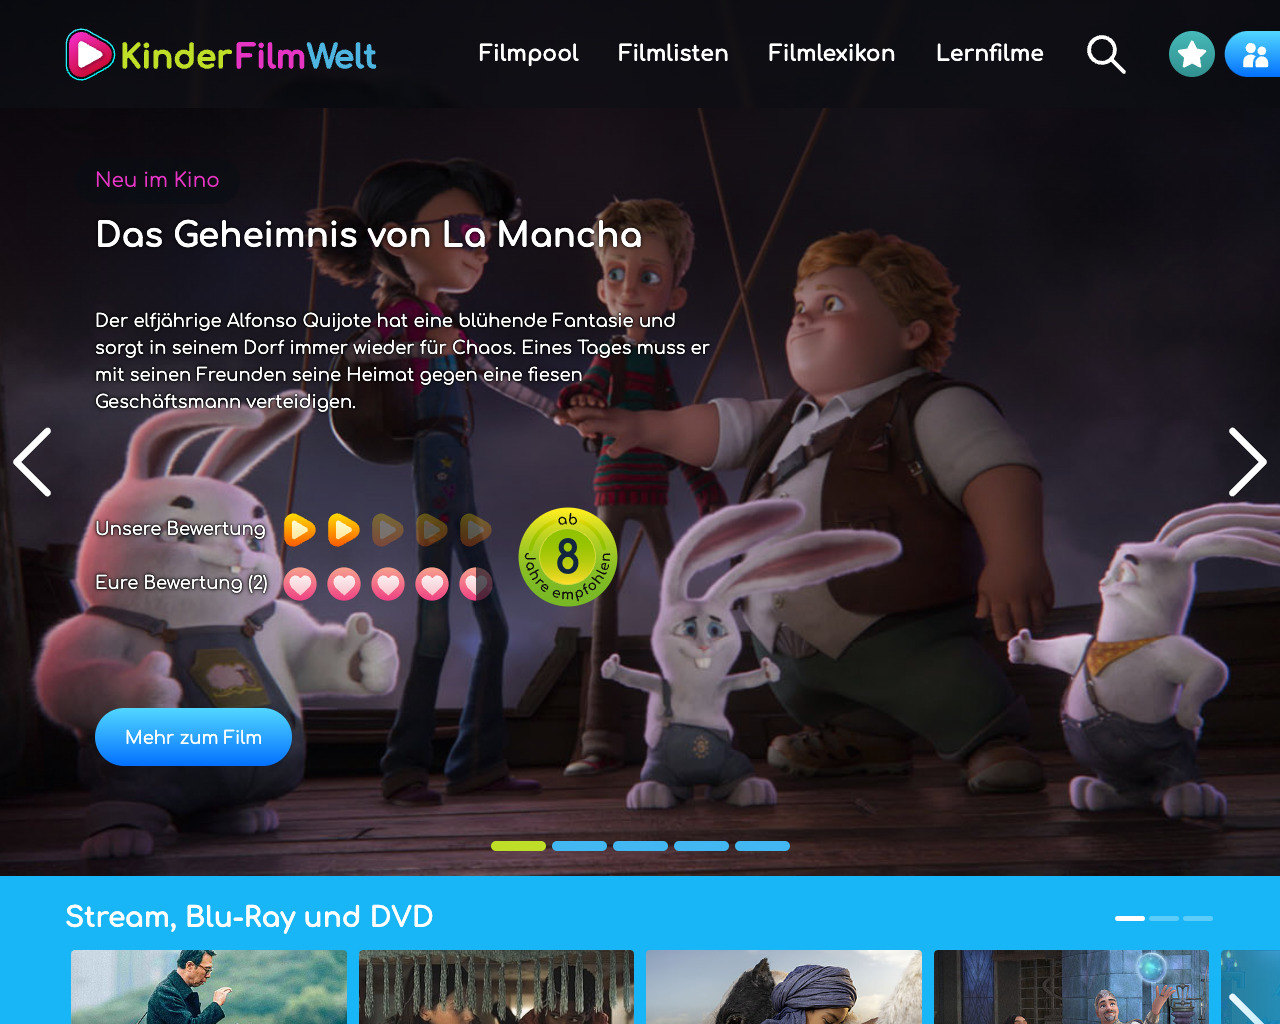 KinderFilmWelt
Filmpool
Filmlisten
Filmlexikon
Lernfilme
Neu im Kino
Das Geheimnis von La Mancha
Der elfjährige Alfonso Quijote hat eine blühende Fantasie und
sorgt in seinem Dorf immer wieder für Chaos. Eines Tages muss er
mit seinen Freunden seine Heimat gegen eine fiesen
Geschäftsmann verteidigen.
Unsere Bewertung
ab
8
Jahre empfohlen
Eure Bewertung (2)
Mehr zum Film
Stream, Blu-Ray und DVD